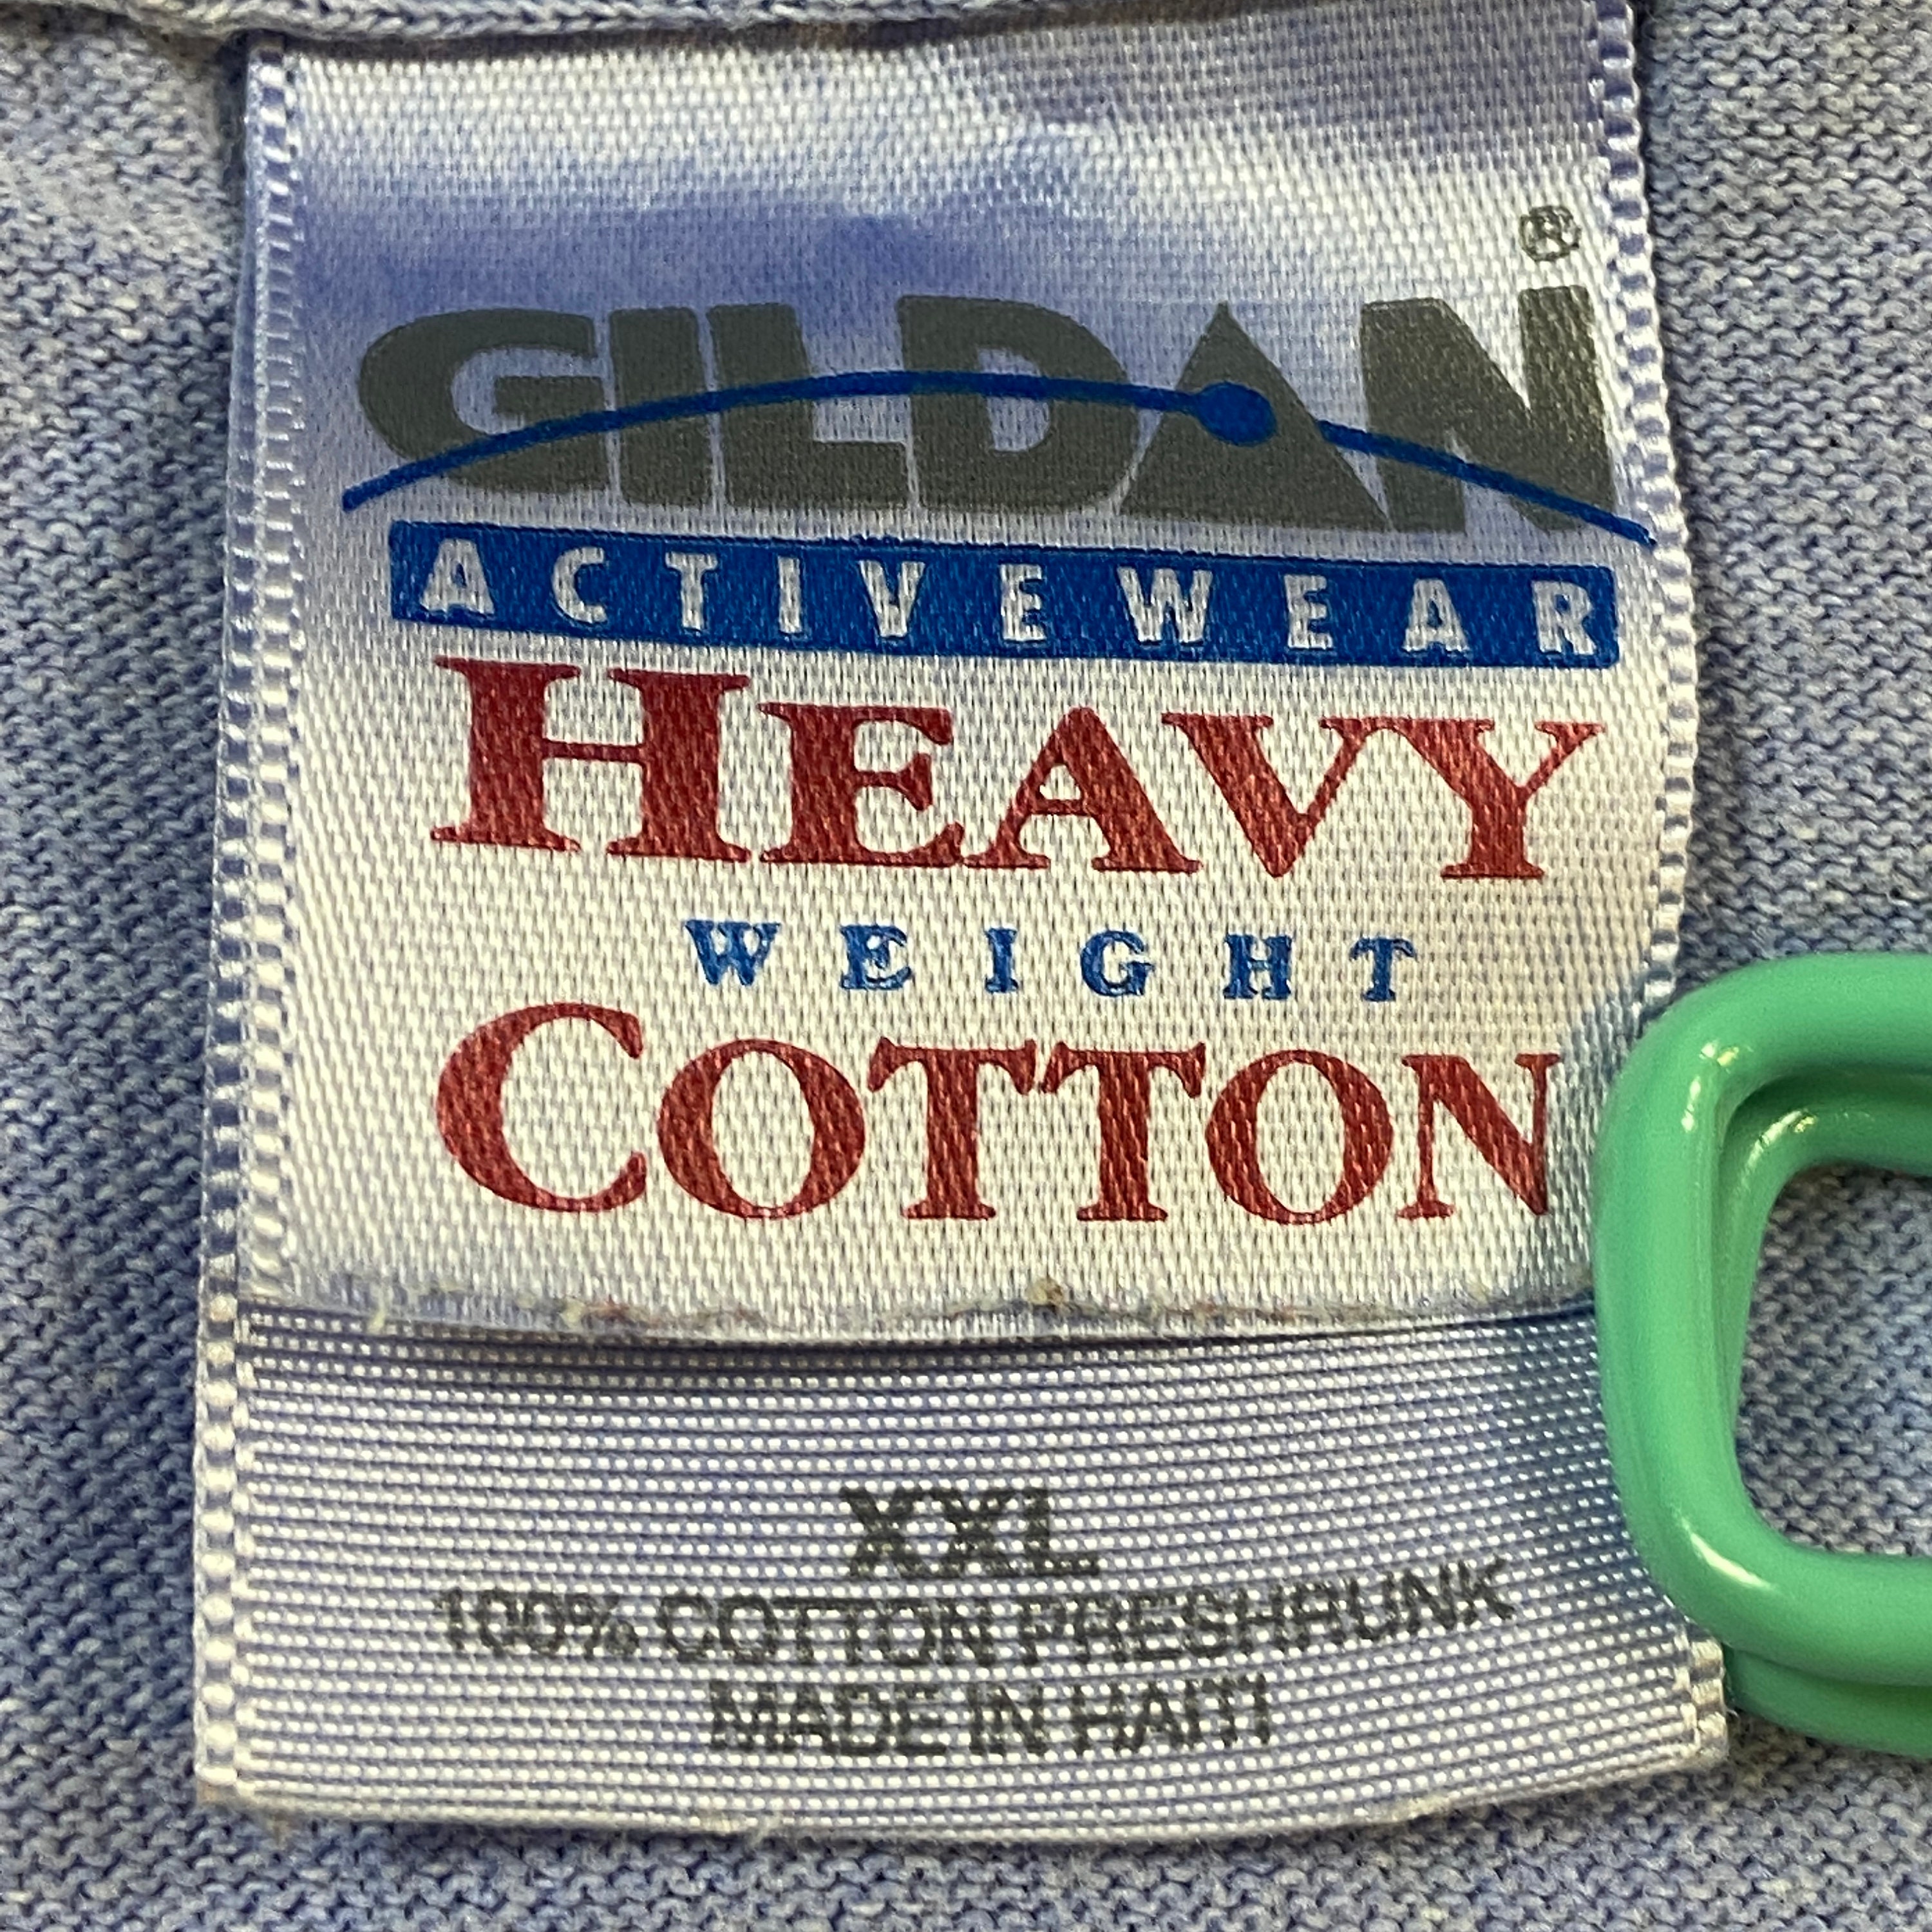 ®
GILDAN
ACTIVEWEAR
HEAVY
WEIGHT
COTTON
XXL
100% COTTON PRESHRUNK
MADE IN HAITI